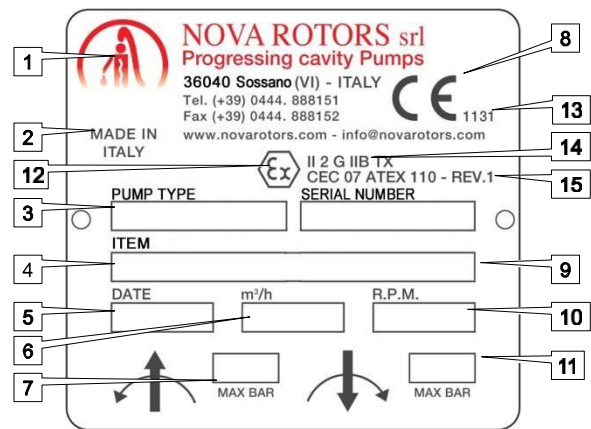 NOVA ROTORS srl
Progressing cavity Pumps
36040 Sossano (VI) - ITALY
Tel. (+39) 0444. 888151
Fax (+39) 0444. 888152
www.novarotors.com - info@novarotors.com
CE
1131
MADE IN
ITALY
Ex
II 2 G IIB TX
CEC 07 ATEX 110 - REV.1
PUMP TYPE
SERIAL NUMBER
ITEM
DATE
m³/h
R.P.M.
MAX BAR
MAX BAR
1
2
12
3
4
5
6
7
8
13
14
15
9
10
11